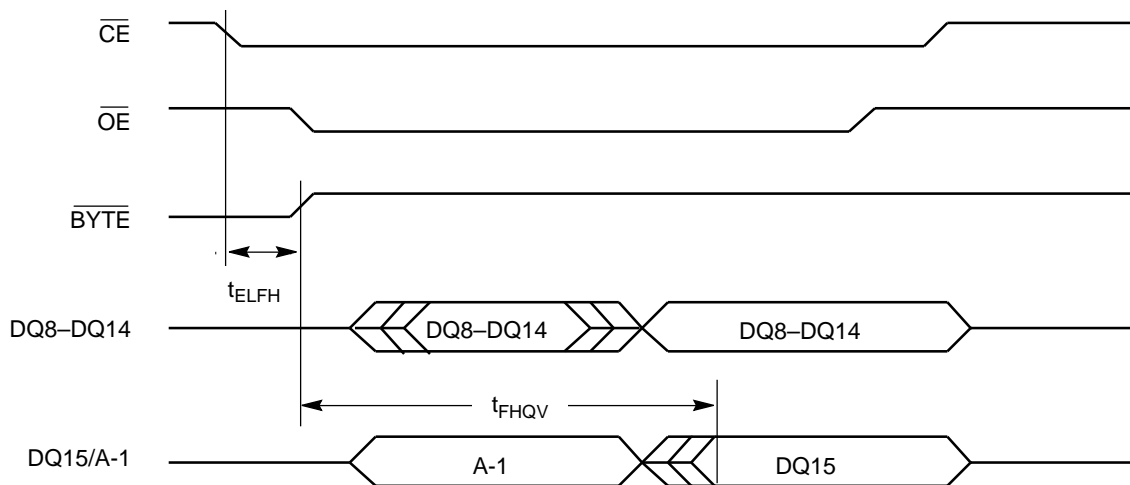 CE
OE
BYTE
tELFH
DQ8–DQ14 DQ8–DQ14 DQ8–DQ14
tFHQV
DQ15/A-1 A-1 DQ15